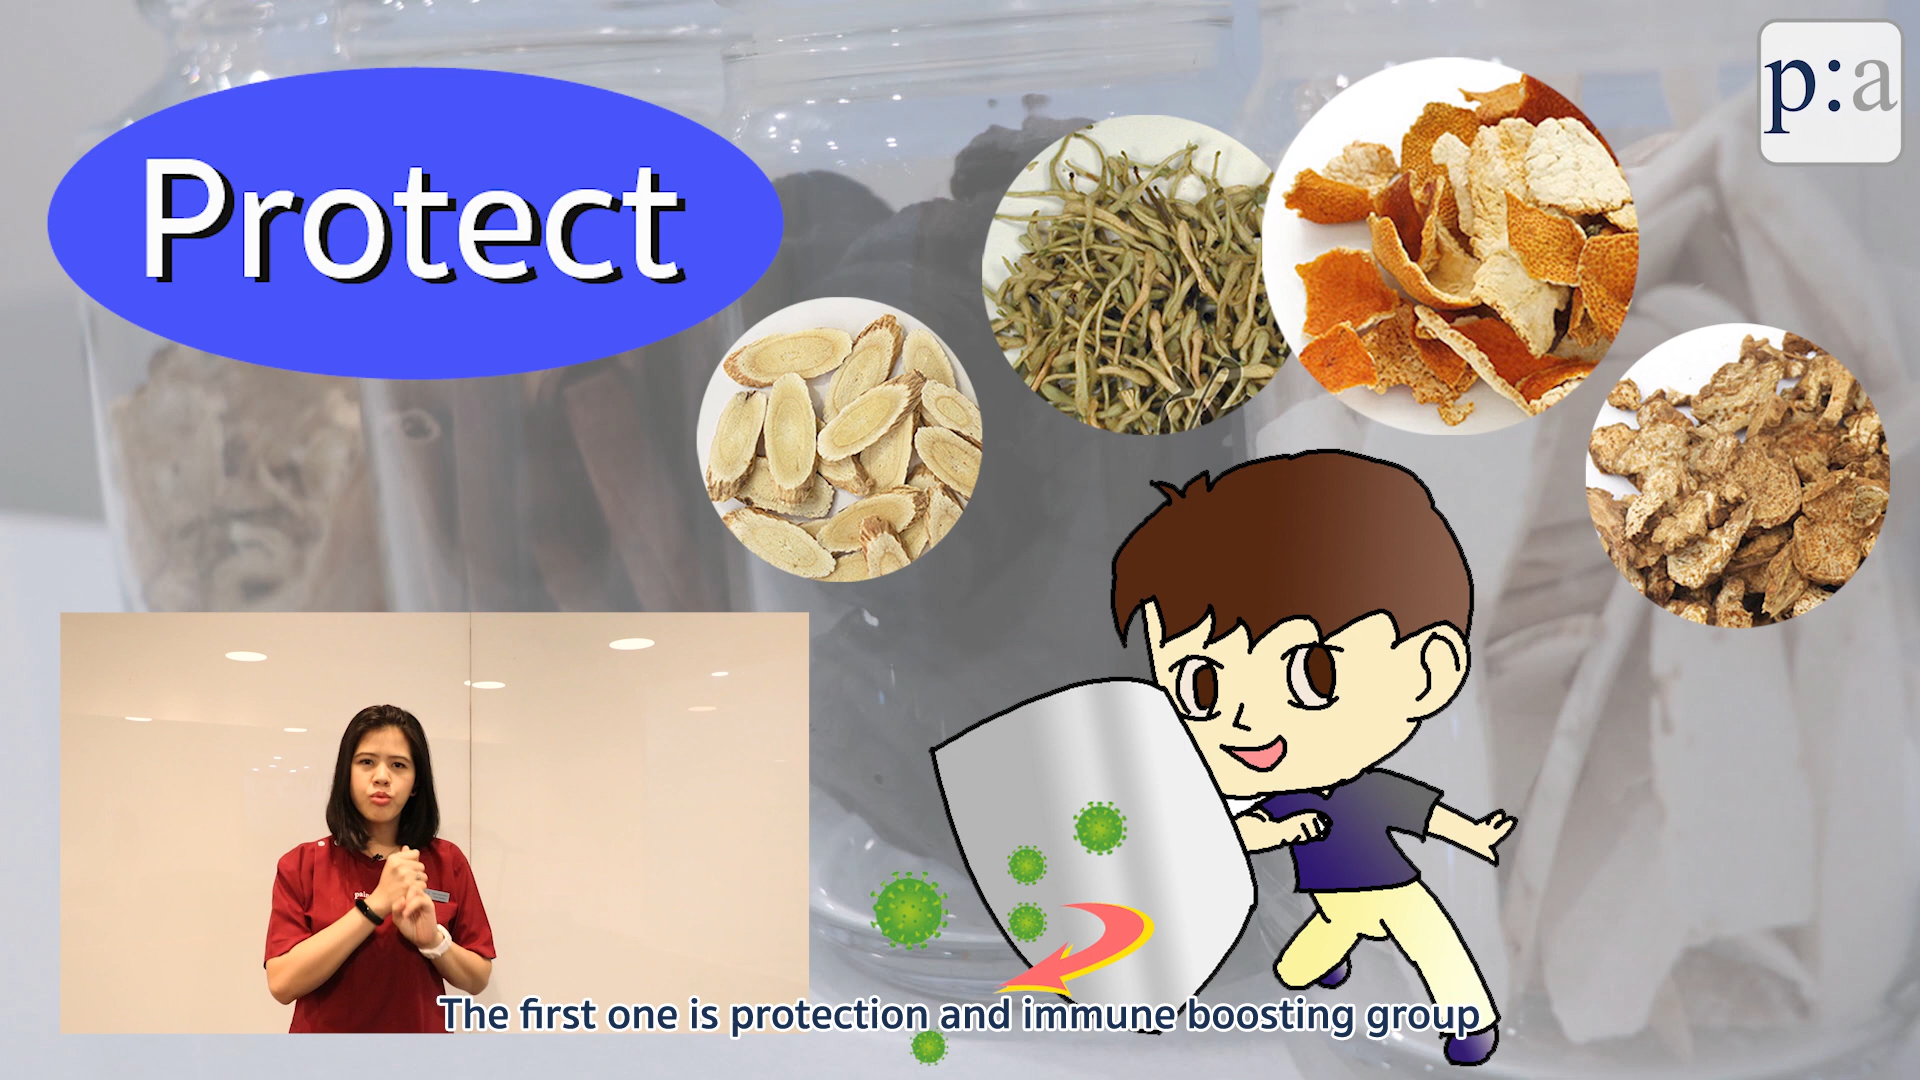 Protect
p:a
The first one is protection and immune boosting group